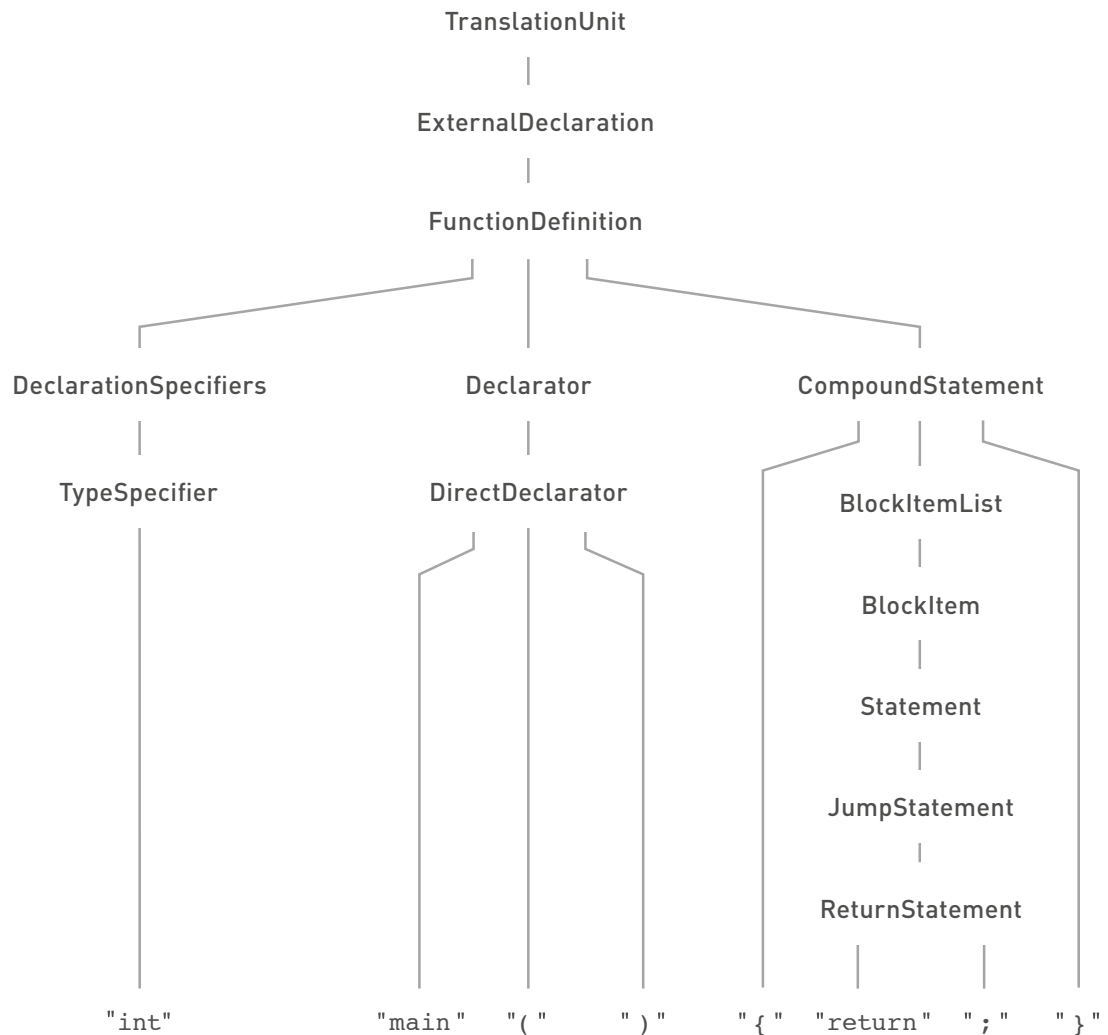 TranslationUnit
ExternalDeclaration
FunctionDefinition
DeclarationSpecifiers Declarator CompoundStatement
TypeSpecifier DirectDeclarator
BlockItemList
BlockItem
Statement
JumpStatement
ReturnStatement
"int" "main" "(" ")" "{" "return" ";" "}"